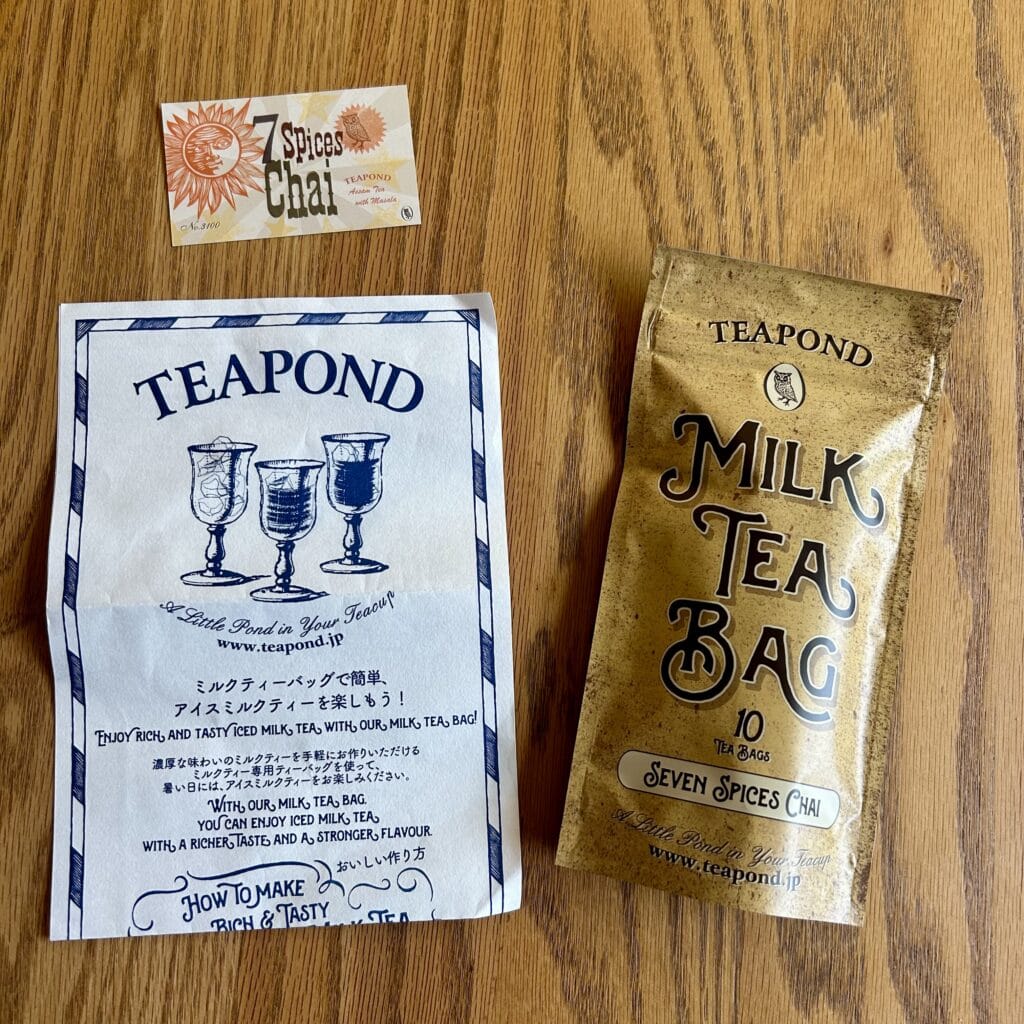 7 Spices
Chai
TEAPOND
Assam Tea
with Masala
No.3100
TEAPOND
A Little Pond in Your Teacup
www.teapond.jp
ミルクティーバッグで簡単、
アイスミルクティーを楽しもう！
ENJOY RICH AND TASTY ICED MILK TEA WITH OUR MILK TEA BAG!
濃厚な味わいのミルクティーを手軽にお作りいただける
ミルクティー専用ティーバッグを使って、
暑い日には、アイスミルクティーをお楽しみください。
WITH OUR MILK TEA BAG.
YOU CAN ENJOY ICED MILK TEA
WITH A RICHER TASTE AND A STRONGER FLAVOUR.
おいしい作り方
HOW TO MAKE
RICH & TASTY
MILK TEA
TEAPOND
MILK
TEA
BAG
10
TEA BAGS
SEVEN SPICES CHAI
A Little Pond in Your Teacup
www.teapond.jp